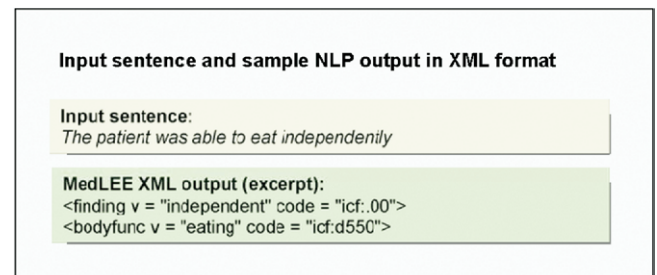 Input sentence and sample NLP output in XML format
Input sentence:
The patient was able to eat independently
MedLEE XML output (excerpt):
<finding v = "independent" code = "icf:.00">
<bodyfunc v = "eating" code = "icf:d550">